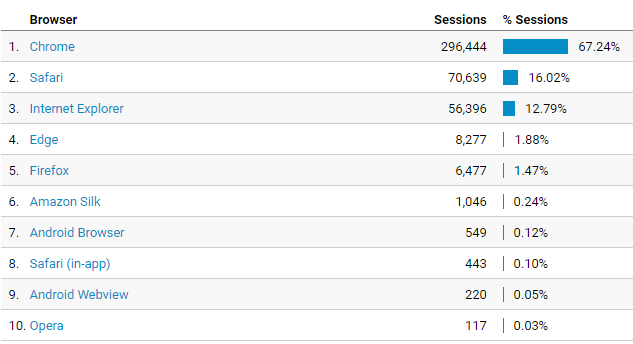 Browser Sessions % Sessions
1. Chrome 296,444 67.24%
2. Safari 70,639 16.02%
3. Internet Explorer 56,396 12.79%
4. Edge 8,277 1.88%
5. Firefox 6,477 1.47%
6. Amazon Silk 1,046 0.24%
7. Android Browser 549 0.12%
8. Safari (in-app) 443 0.10%
9. Android Webview 220 0.05%
10. Opera 117 0.03%